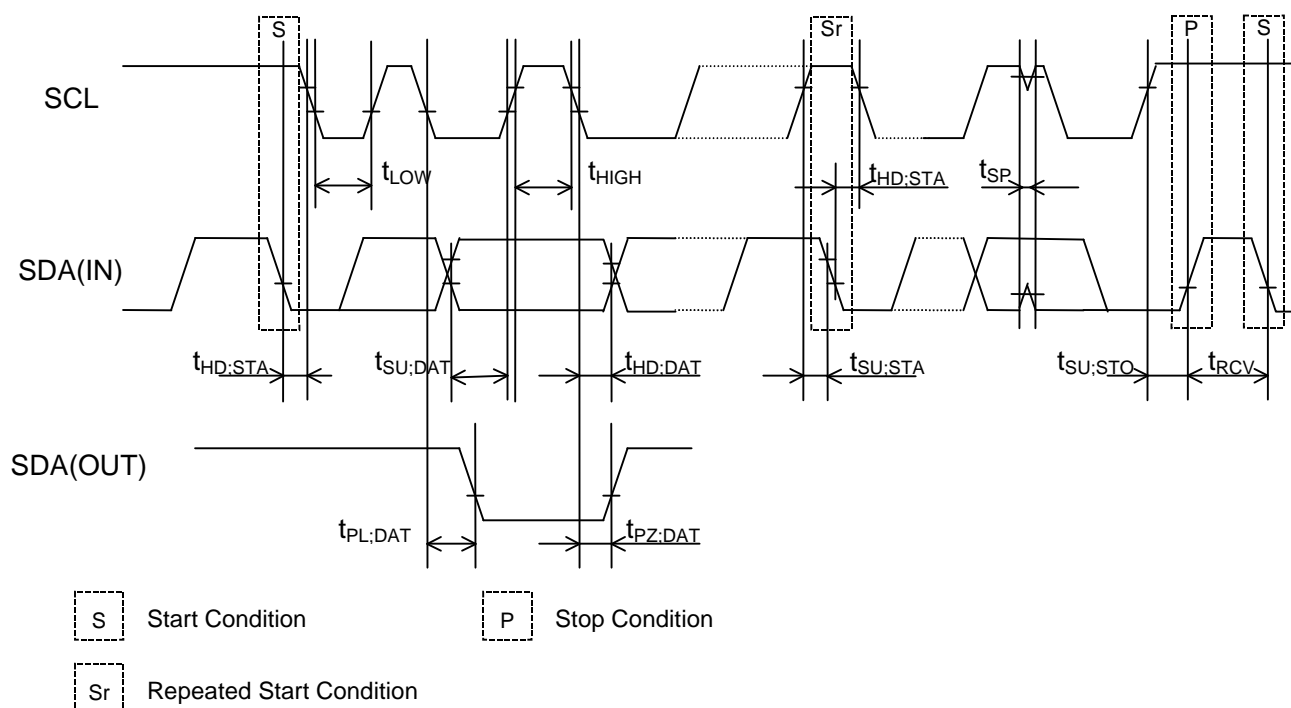 S
Sr
P
S
SCL
tLOW
tHIGH
tHD;STA
tSP
SDA(IN)
tHD;STA
tSU;DAT
tHD;DAT
tSU;STA
tSU;STO
tRCV
SDA(OUT)
tPL;DAT
tPZ;DAT
S Start Condition
P Stop Condition
Sr Repeated Start Condition